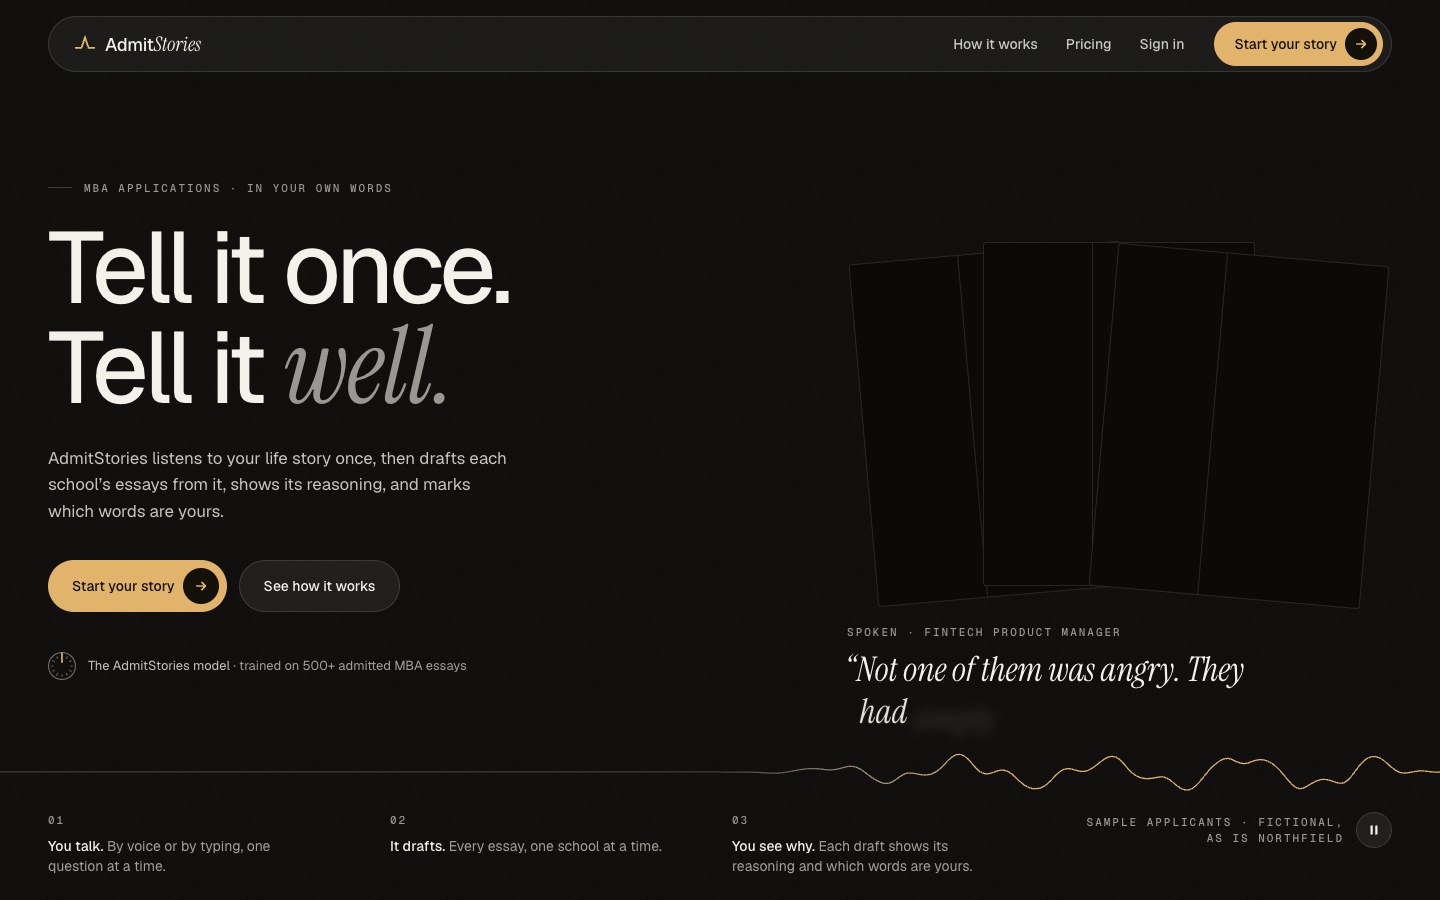 AdmitStories
How it works
Pricing
Sign in
Start your story
MBA APPLICATIONS · IN YOUR OWN WORDS
Tell it once.
Tell it well.
AdmitStories listens to your life story once, then drafts each
school’s essays from it, shows its reasoning, and marks
which words are yours.
Start your story
See how it works
The AdmitStories model · trained on 500+ admitted MBA essays
SPOKEN · FINTECH PRODUCT MANAGER
“Not one of them was angry. They
had
01
You talk. By voice or by typing, one
question at a time.
02
It drafts. Every essay, one school at a time.
03
You see why. Each draft shows its
reasoning and which words are yours.
SAMPLE APPLICANTS · FICTIONAL,
AS IS NORTHFIELD